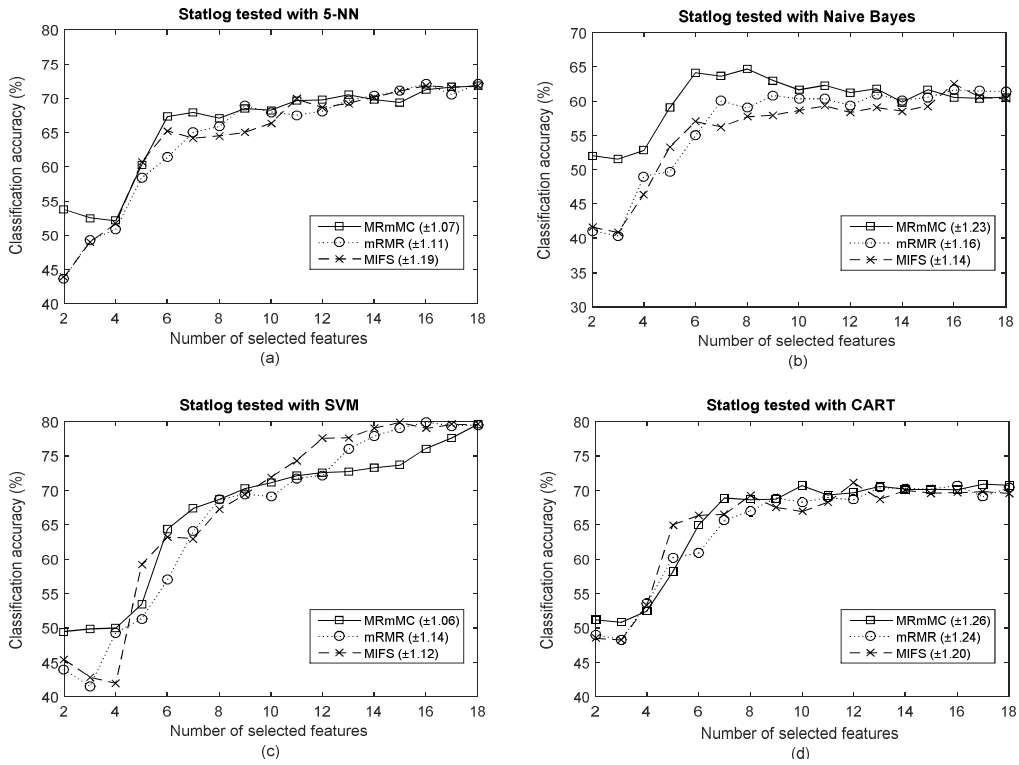 Statlog tested with 5-NN
80
75
70
65
60
55
50
45
40
Classification accuracy (%)
MRmMC (±1.07)
mRMR (±1.11)
MIFS (±1.19)
2 4 6 8 10 12 14 16 18
Number of selected features
(a)
Statlog tested with Naive Bayes
70
65
60
55
50
45
40
35
30
Classification accuracy (%)
MRmMC (±1.23)
mRMR (±1.16)
MIFS (±1.14)
2 4 6 8 10 12 14 16 18
Number of selected features
(b)
Statlog tested with SVM
80
75
70
65
60
55
50
45
40
Classification accuracy (%)
MRmMC (±1.06)
mRMR (±1.14)
MIFS (±1.12)
2 4 6 8 10 12 14 16 18
Number of selected features
(c)
Statlog tested with CART
80
75
70
65
60
55
50
45
40
Classification accuracy (%)
MRmMC (±1.26)
mRMR (±1.24)
MIFS (±1.20)
2 4 6 8 10 12 14 16 18
Number of selected features
(d)